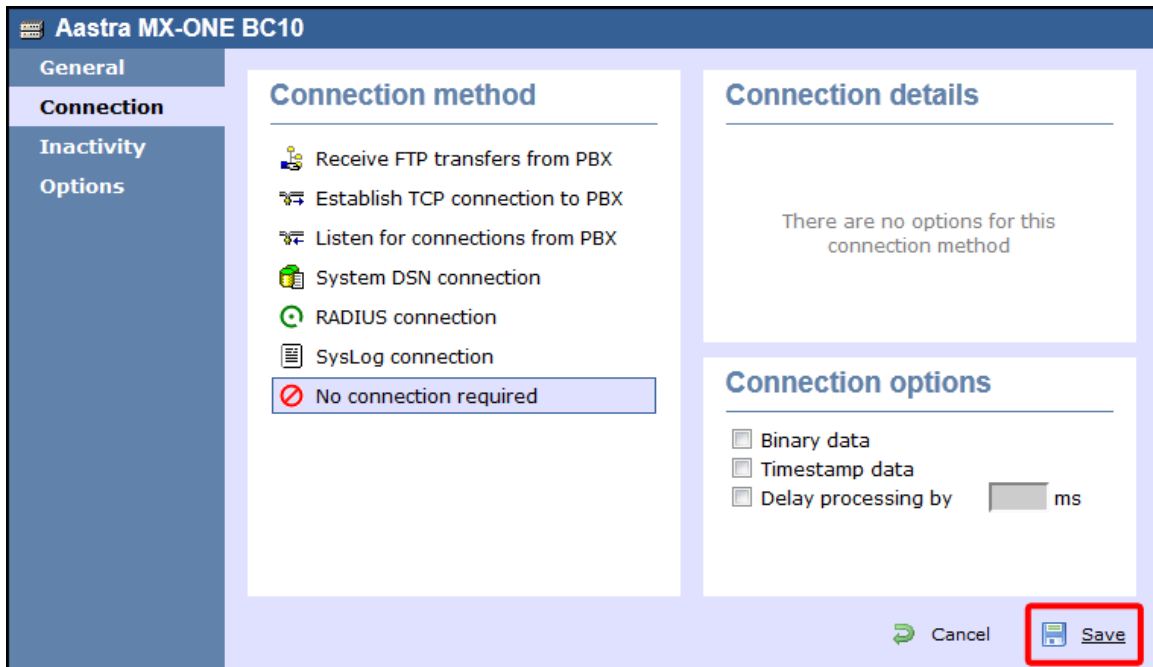 Aastra MX-ONE BC10
General
Connection
Inactivity
Options
Connection method
Receive FTP transfers from PBX
Establish TCP connection to PBX
Listen for connections from PBX
System DSN connection
RADIUS connection
SysLog connection
No connection required
Connection details
There are no options for this
connection method
Connection options
Binary data
Timestamp data
Delay processing by ms
Cancel Save